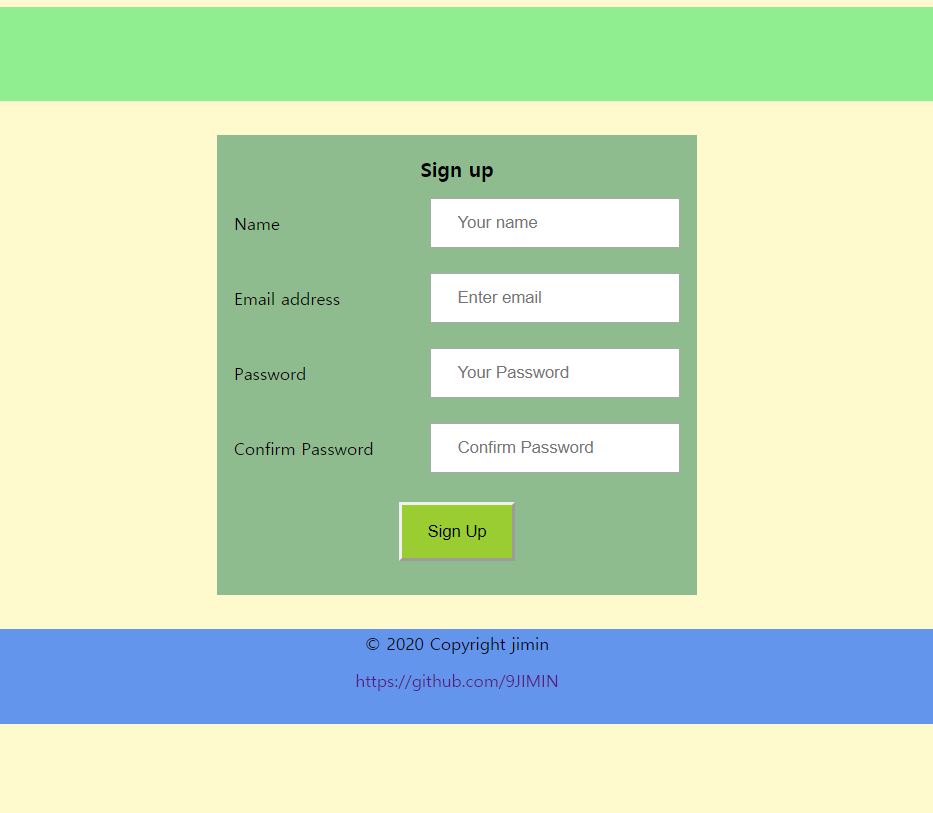 Sign up
Name Your name
Email address Enter email
Password Your Password
Confirm Password Confirm Password
Sign Up
© 2020 Copyright jimin
https://github.com/9JIMIN